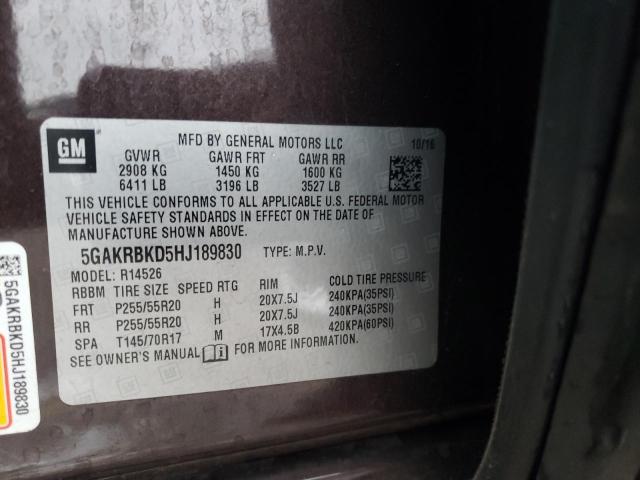 GM
MFD BY GENERAL MOTORS LLC
10/16
GVWR GAWR FRT GAWR RR
2908 KG 1450 KG 1600 KG
6411 LB 3196 LB 3527 LB
THIS VEHICLE CONFORMS TO ALL APPLICABLE U.S. FEDERAL MOTOR
VEHICLE SAFETY STANDARDS IN EFFECT ON THE DATE OF
MANUFACTURE SHOWN ABOVE.
5GAKRBKD5HJ189830 TYPE: M.P.V.
MODEL: R14526
RBBM TIRE SIZE SPEED RTG RIM COLD TIRE PRESSURE
FRT P255/55R20 H 20X7.5J 240KPA(35PSI)
RR P255/55R20 H 20X7.5J 240KPA(35PSI)
SPA T145/70R17 M 17X4.5B 420KPA(60PSI)
SEE OWNER'S MANUAL FOR MORE INFORMATION.
5GAKRBKD5HJ189830